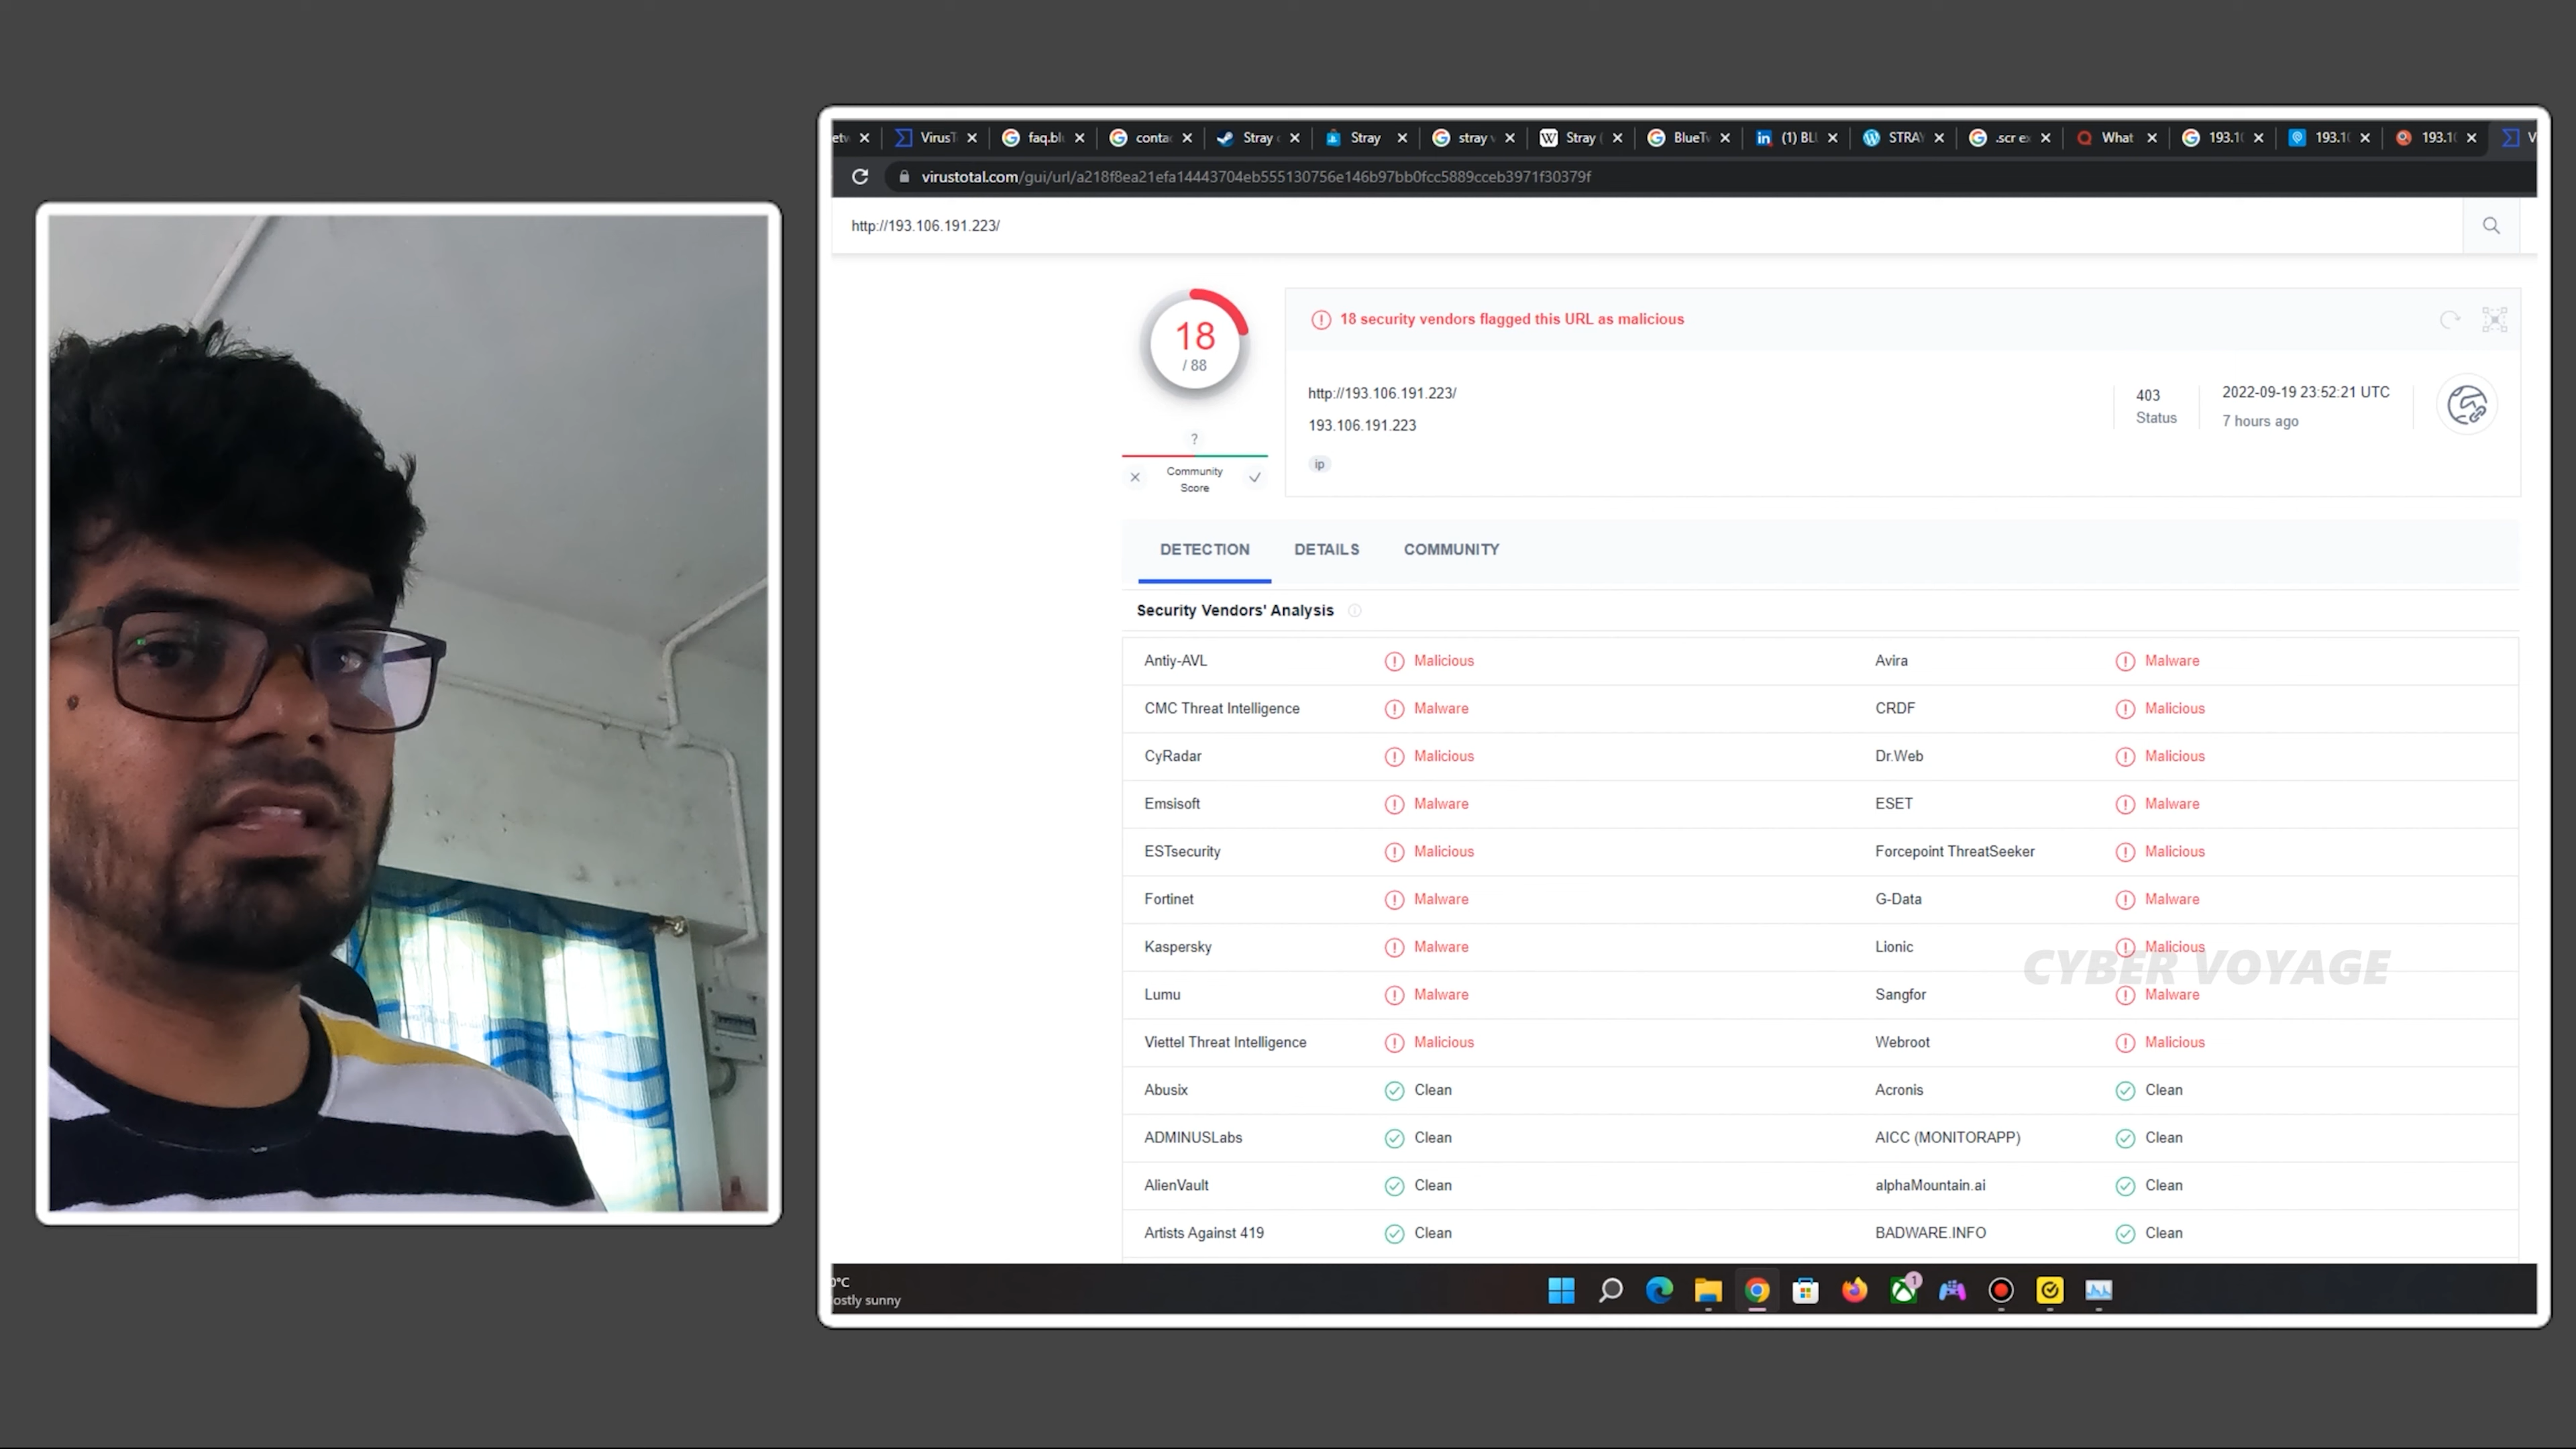 VirusT
faq.bl
conta
Stray
Stray
stray
Stray (
BlueTw
(1) BL
STRAY
.scr ex
What
193.10
193.10
193.10
virustotal.com/gui/url/a218f8ea21efa14443704eb555130756e146b97bb0fcc5889cceb3971f30379f
http://193.106.191.223/
18
/ 88
18 security vendors flagged this URL as malicious
http://193.106.191.223/
193.106.191.223
ip
403
Status
2022-09-19 23:52:21 UTC
7 hours ago
?
Community
Score
DETECTION DETAILS COMMUNITY
Security Vendors' Analysis
Antiy-AVL Malicious Avira Malware
CMC Threat Intelligence Malware CRDF Malicious
CyRadar Malicious Dr.Web Malicious
Emsisoft Malware ESET Malware
ESTsecurity Malicious Forcepoint ThreatSeeker Malicious
Fortinet Malware G-Data Malware
Kaspersky Malware Lionic Malicious
CYBER VOYAGE
Lumu Malware Sangfor Malware
Viettel Threat Intelligence Malicious Webroot Malicious
Abusix Clean Acronis Clean
ADMINUSLabs Clean AICC (MONITORAPP) Clean
AlienVault Clean alphaMountain.ai Clean
Artists Against 419 Clean BADWARE.INFO Clean
0°C
ostly sunny
1